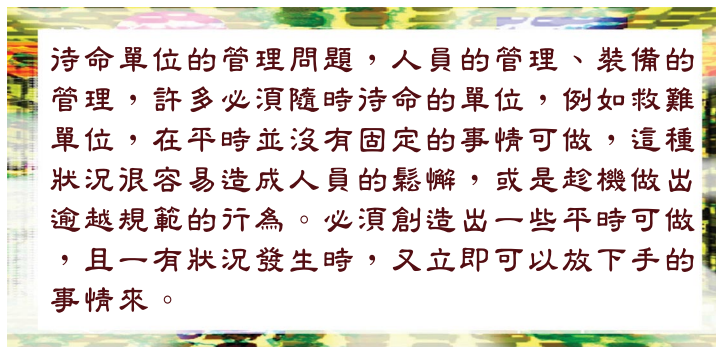 待命單位的管理問題，人員的管理、裝備的
管理，許多必須隨時待命的單位，例如救難
單位，在平時並沒有固定的事情可做，這種
狀況很容易造成人員的鬆懈，或是趁機做出
逾越規範的行為。必須創造出一些平時可做
，且一有狀況發生時，又立即可以放下手的
事情來。